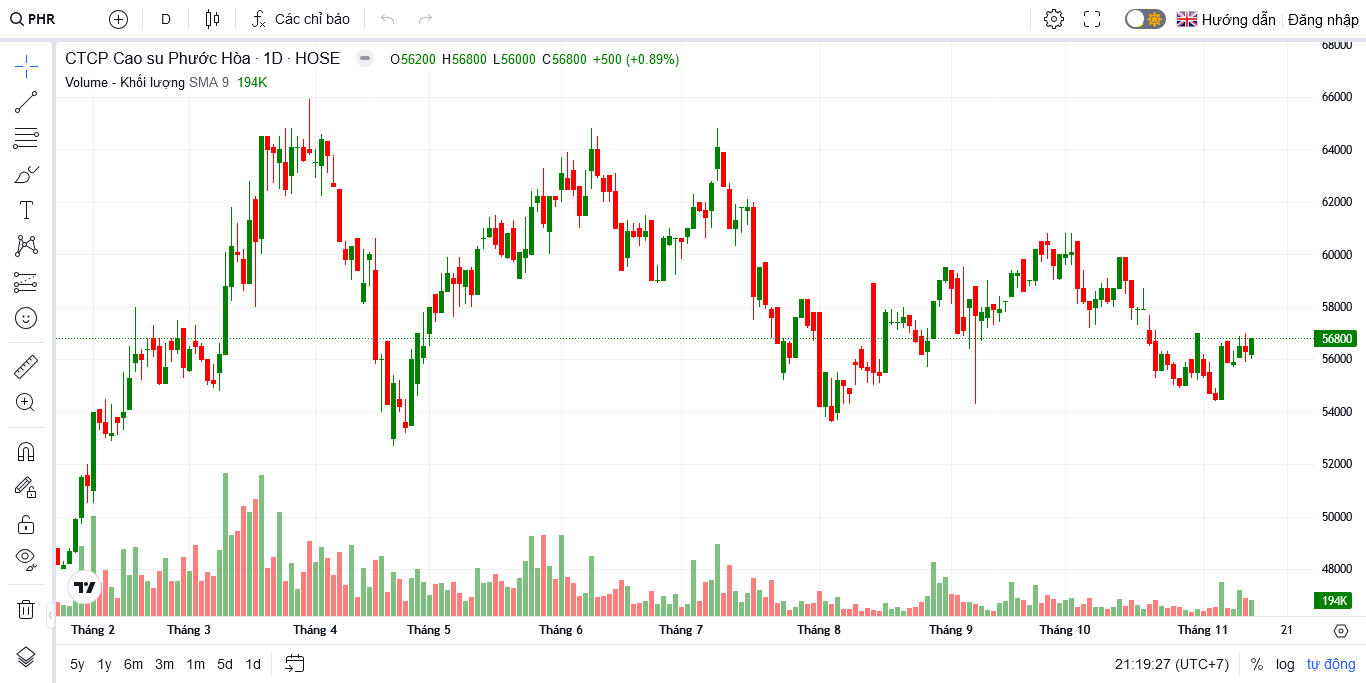 PHR D Các chỉ báo Hướng dẫn Đăng nhập
CTCP Cao su Phước Hòa · 1D · HOSE O56200 H56800 L56000 C56800 +500 (+0.89%)
Volume - Khối lượng SMA 9 194K
68000
66000
64000
62000
60000
58000
56800
56000
54000
52000
50000
48000
194K
Tháng 2 Tháng 3 Tháng 4 Tháng 5 Tháng 6 Tháng 7 Tháng 8 Tháng 9 Tháng 10 Tháng 11 21
5y 1y 6m 3m 1m 5d 1d 21:19:27 (UTC+7) % log tự động